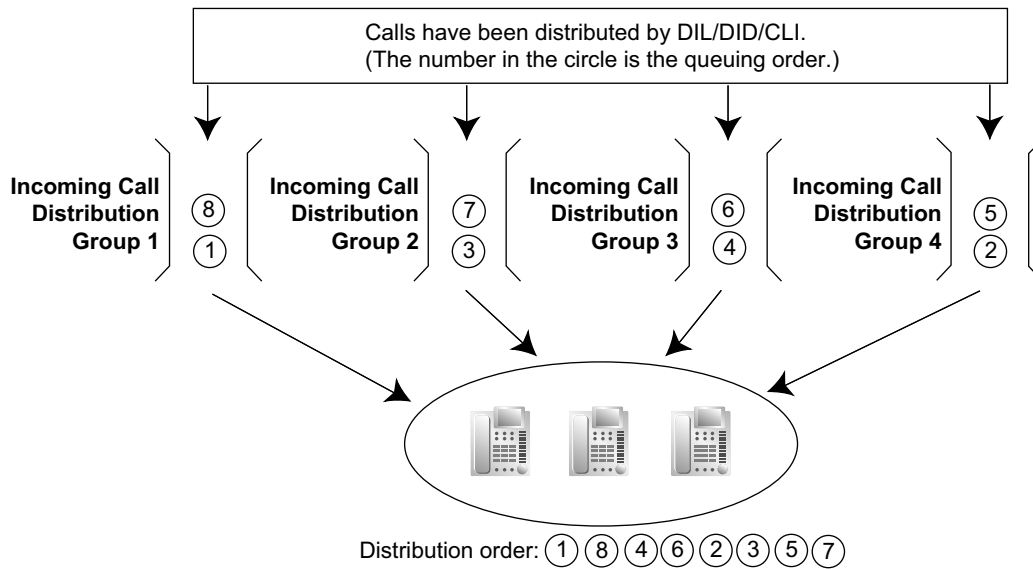 Calls have been distributed by DIL/DID/CLI.
(The number in the circle is the queuing order.)
Incoming Call
Distribution
Group 1
8
1
Incoming Call
Distribution
Group 2
7
3
Incoming Call
Distribution
Group 3
6
4
Incoming Call
Distribution
Group 4
5
2
Distribution order: 1 8 4 6 2 3 5 7